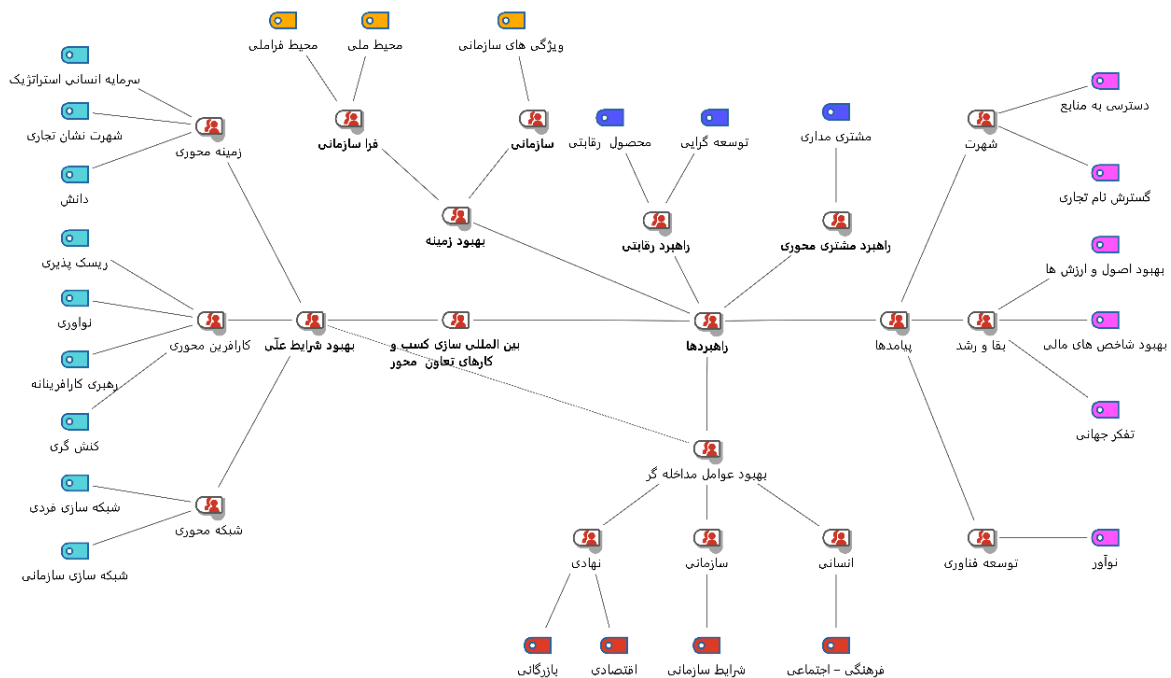 محیط فراملی
محیط ملی
ویژگی های سازمانی
سرمایه انسانی استراتژیک
شهرت نشان تجاری
دانش
زمینه محوری
فرا سازمانی
سازمانی
محصول رقابتی
توسعه گرایی
مشتری مداری
شهرت
دسترسی به منابع
گسترش نام تجاری
بهبود زمینه
راهبرد رقابتی
راهبرد مشتری محوری
ریسک پذیری
نواوری
رهبری کارافرینانه
کنش گری
کارافرین محوری
بهبود شرایط علّی
بین المللی سازی کسب و
کارهای تعاون محور
راهبردها
پیامدها
بقا و رشد
بهبود اصول و ارزش ها
بهبود شاخص های مالی
تفکر جهانی
بهبود عوامل مداخله گر
شبکه سازی فردی
شبکه سازی سازمانی
شبکه محوری
نهادی
سازمانی
انسانی
توسعه فناوری
نوآور
بازرگانی
اقتصادی
شرایط سازمانی
فرهنگی – اجتماعی